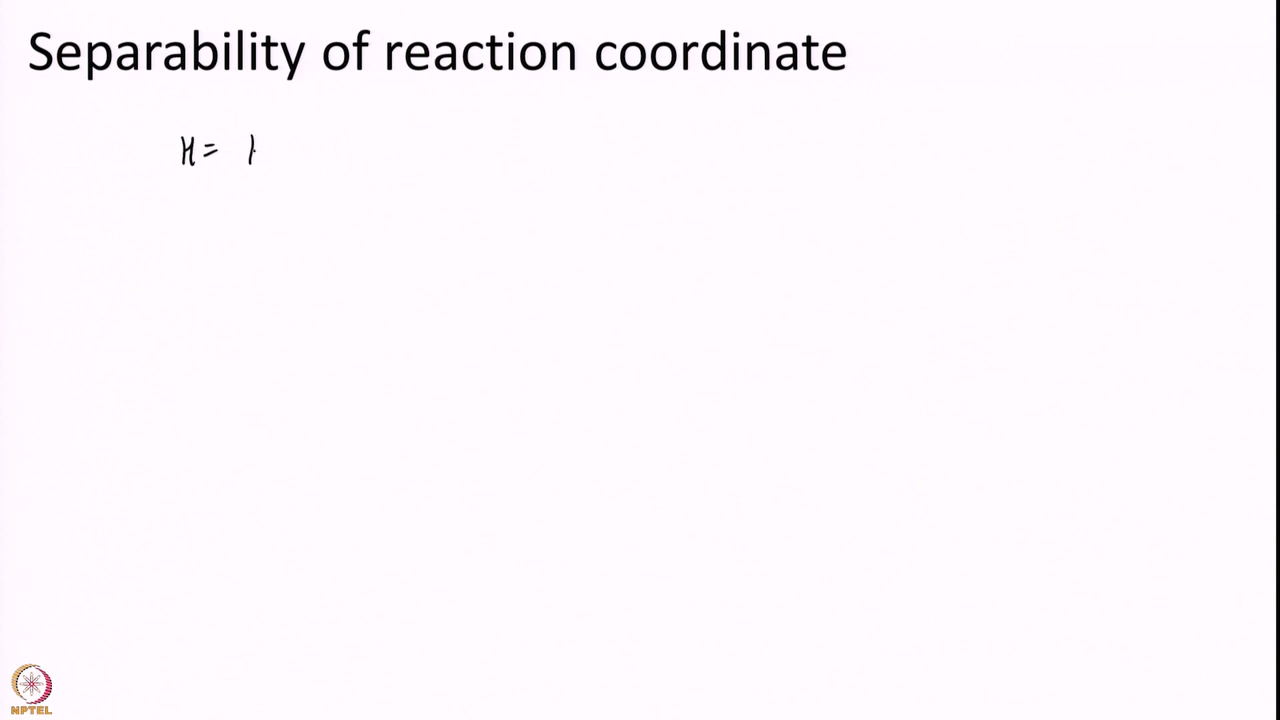 Separability of reaction coordinate
H =
NPTEL